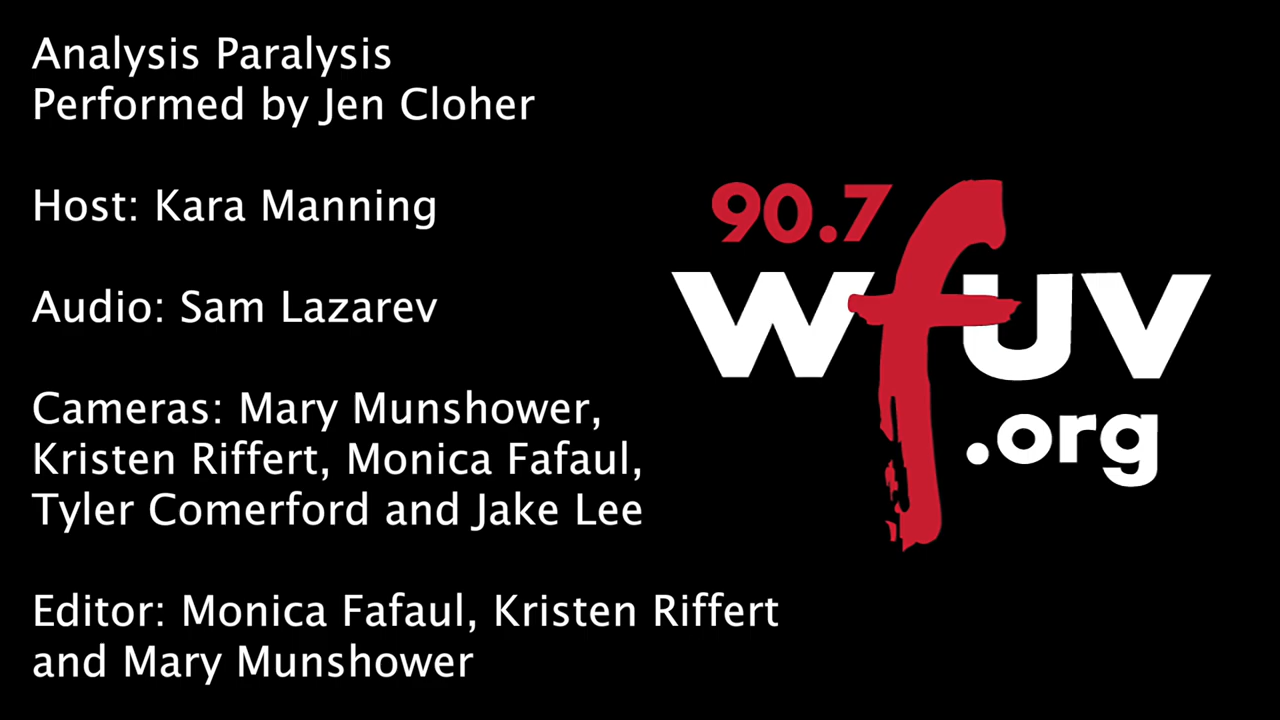 Analysis Paralysis
Performed by Jen Cloher
Host: Kara Manning
Audio: Sam Lazarev
Cameras: Mary Munshower,
Kristen Riffert, Monica Fafaul,
Tyler Comerford and Jake Lee
Editor: Monica Fafaul, Kristen Riffert
and Mary Munshower
90.7
wfuv
.org